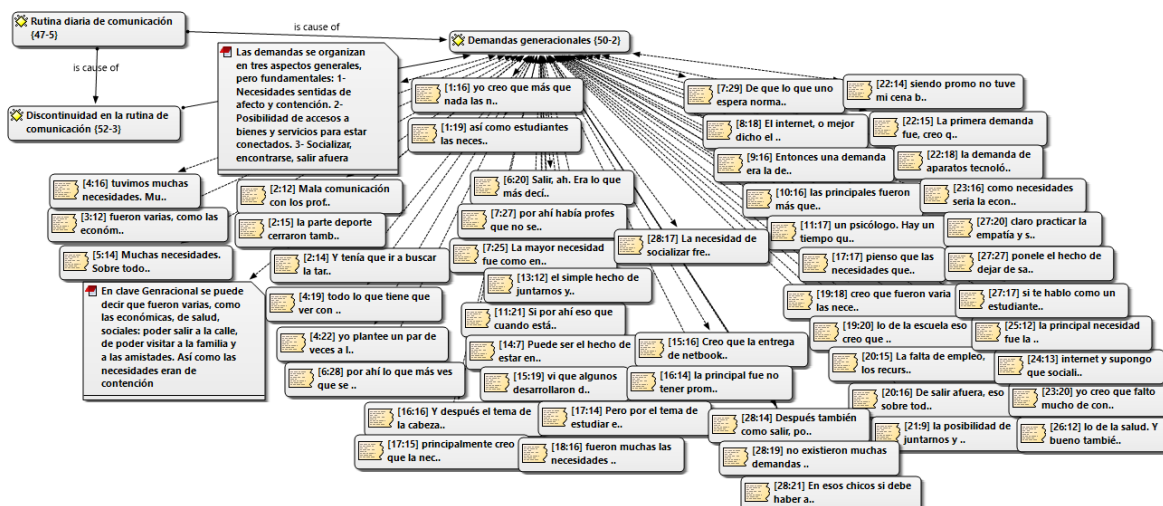 Rutina diaria de comunicación
{47-5}
is cause of
is cause of
Demandas generacionales {50-2}
Discontinuidad en la rutina de
comunicación {52-3}
Las demandas se organizan
en tres aspectos generales,
pero fundamentales: 1-
Necesidades sentidas de
afecto y contención. 2-
Posibilidad de accesos a
bienes y servicios para estar
conectados. 3- Socializar,
encontrarse, salir afuera
[1:16] yo creo que más que
nada las n..
[1:19] así como estudiantes
las neces..
[4:16] tuvimos muchas
necesidades. Mu..
[3:12] fueron varias, como las
económ..
[5:14] Muchas necesidades.
Sobre todo..
[2:12] Mala comunicación
con los prof..
[2:15] la parte deporte
cerraron tamb..
[2:14] Y tenía que ir a buscar
la tar..
En clave Genracional se puede
decir que fueron varias, como
las económicas, de salud,
sociales: poder salir a la calle,
de poder visitar a la familia y
a las amistades. Así como las
necesidades eran de
contención
[4:19] todo lo que tiene que
ver con ..
[4:22] yo plantee un par de
veces a l..
[6:28] por ahí lo que más ves
que se ..
[6:20] Salir, ah. Era lo que
más decí..
[7:27] por ahí había profes
que no se..
[7:25] La mayor necesidad
fue como en..
[13:12] el simple hecho de
juntarnos y..
[11:21] Si por ahí eso que
cuando está..
[14:7] Puede ser el hecho de
estar en..
[15:19] vi que algunos
desarrollaron d..
[16:16] Y después el tema de
la cabeza..
[17:15] principalmente creo
que la nec..
[17:14] Pero por el tema de
estudiar e..
[18:16] fueron muchas las
necesidades ..
[28:17] La necesidad de
socializar fre..
[15:16] Creo que la entrega
de netbook..
[16:14] la principal fue no
tener prom..
[28:14] Después también
como salir, po..
[28:19] no existieron muchas
demandas ..
[28:21] En esos chicos si debe
haber a..
[7:29] De que lo que uno
espera norma..
[8:18] El internet, o mejor
dicho el ..
[9:16] Entonces una demanda
era la de..
[10:16] las principales fueron
más que..
[11:17] un psicólogo. Hay un
tiempo qu..
[17:17] pienso que las
necesidades que..
[19:18] creo que fueron varia
las nece..
[19:20] lo de la escuela eso
creo que ..
[20:15] La falta de empleo,
los recurs..
[20:16] De salir afuera, eso
sobre tod..
[21:9] la posibilidad de
juntarnos y ..
[22:14] siendo promo no tuve
mi cena b..
[22:15] La primera demanda
fue, creo q..
[22:18] la demanda de
aparatos tecnoló..
[23:16] como necesidades
seria la econ..
[27:20] claro practicar la
empatía y s..
[27:27] ponele el hecho de
dejar de sa..
[27:17] si te hablo como un
estudiante..
[25:12] la principal necesidad
fue la ..
[24:13] internet y supongo
que sociali..
[23:20] yo creo que falto
mucho de con..
[26:12] lo de la salud. Y
bueno tambié..